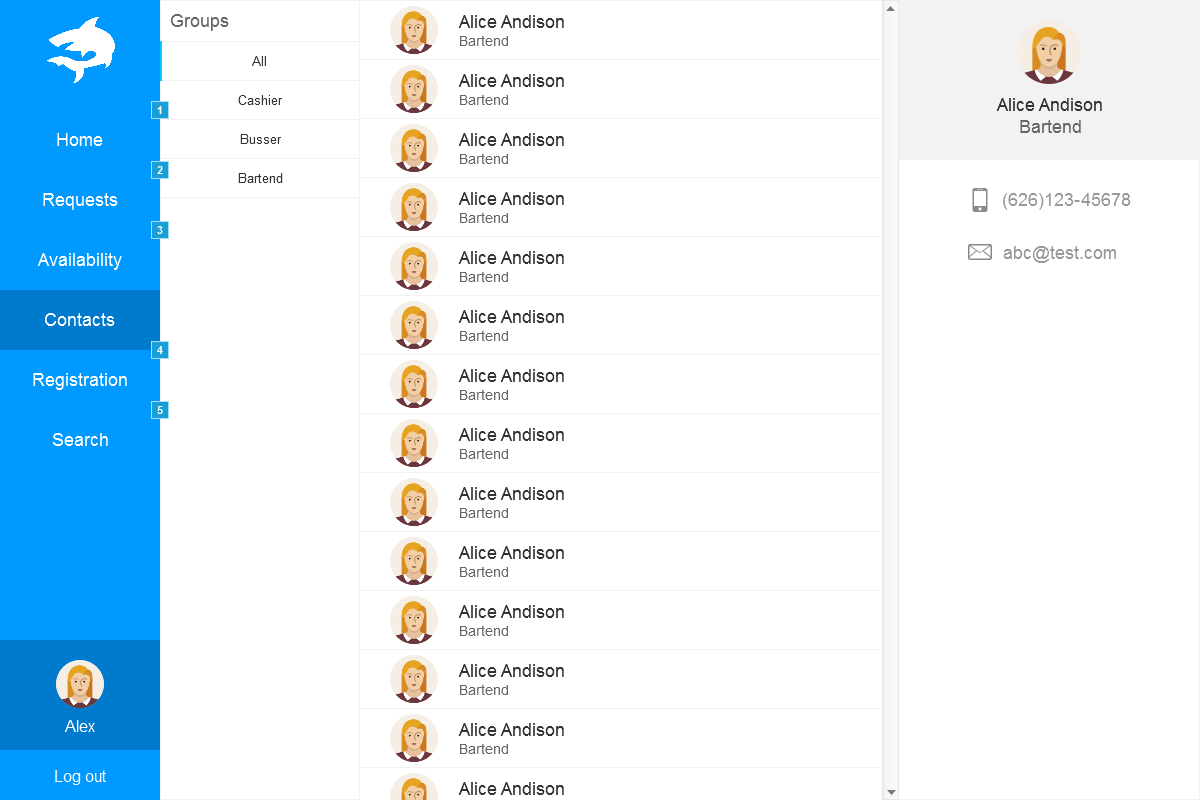 1
Home
2
Requests
3
Availability
Contacts
4
Registration
5
Search
Alex
Log out
Groups
All
Cashier
Busser
Bartend
Alice Andison
Bartend
Alice Andison
Bartend
Alice Andison
Bartend
Alice Andison
Bartend
Alice Andison
Bartend
Alice Andison
Bartend
Alice Andison
Bartend
Alice Andison
Bartend
Alice Andison
Bartend
Alice Andison
Bartend
Alice Andison
Bartend
Alice Andison
Bartend
Alice Andison
Bartend
Alice Andison
Alice Andison
Bartend
(626)123-45678
abc@test.com